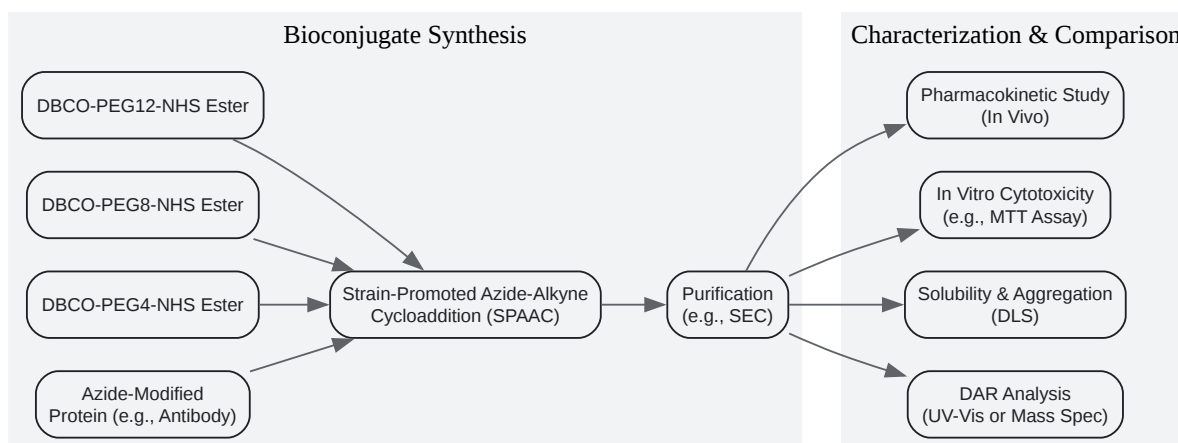 Bioconjugate Synthesis
DBCO-PEG12-NHS Ester
DBCO-PEG8-NHS Ester
DBCO-PEG4-NHS Ester
Azide-Modified
Protein (e.g., Antibody)
Strain-Promoted Azide-Alkyne
Cycloaddition (SPAAC)
Purification
(e.g., SEC)
Characterization & Comparison
Pharmacokinetic Study
(In Vivo)
In Vitro Cytotoxicity
(e.g., MTT Assay)
Solubility & Aggregation
(DLS)
DAR Analysis
(UV-Vis or Mass Spec)